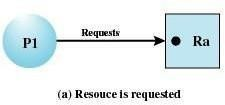 P1
Requests
Ra
(a) Resouce is requested